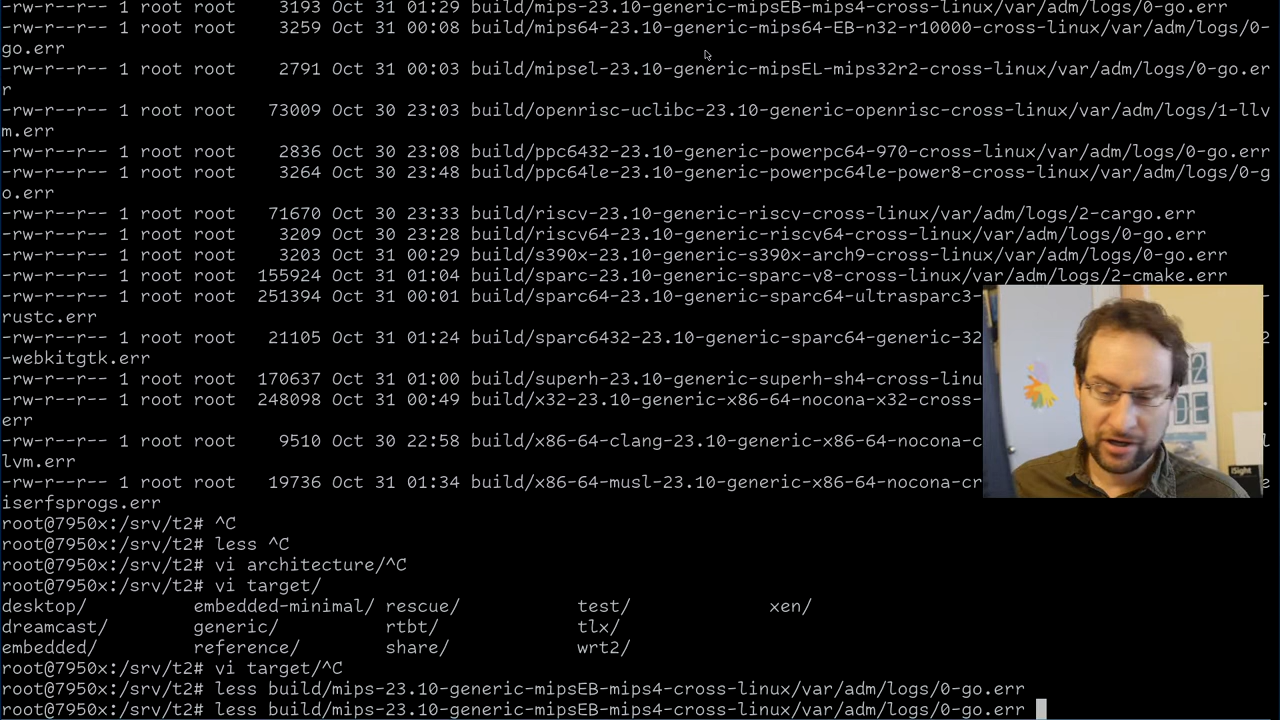 -rw-r--r-- 1 root root    3193 Oct 31 01:29 build/mips-23.10-generic-mipsEB-mips4-cross-linux/var/adm/logs/0-go.err
-rw-r--r-- 1 root root    3259 Oct 31 00:08 build/mips64-23.10-generic-mips64-EB-n32-r10000-cross-linux/var/adm/logs/0-
go.err
-rw-r--r-- 1 root root    2791 Oct 31 00:03 build/mipsel-23.10-generic-mipsEL-mips32r2-cross-linux/var/adm/logs/0-go.er
r
-rw-r--r-- 1 root root   73009 Oct 30 23:03 build/openrisc-uclibc-23.10-generic-openrisc-cross-linux/var/adm/logs/1-llv
m.err
-rw-r--r-- 1 root root    2836 Oct 30 23:08 build/ppc6432-23.10-generic-powerpc64-970-cross-linux/var/adm/logs/0-go.err
-rw-r--r-- 1 root root    3264 Oct 30 23:48 build/ppc64le-23.10-generic-powerpc64le-power8-cross-linux/var/adm/logs/0-g
o.err
-rw-r--r-- 1 root root   71670 Oct 30 23:33 build/riscv-23.10-generic-riscv-cross-linux/var/adm/logs/2-cargo.err
-rw-r--r-- 1 root root    3209 Oct 30 23:28 build/riscv64-23.10-generic-riscv64-cross-linux/var/adm/logs/0-go.err
-rw-r--r-- 1 root root    3203 Oct 31 00:29 build/s390x-23.10-generic-s390x-arch9-cross-linux/var/adm/logs/0-go.err
-rw-r--r-- 1 root root  155924 Oct 31 01:04 build/sparc-23.10-generic-sparc-v8-cross-linux/var/adm/logs/2-cmake.err
-rw-r--r-- 1 root root  251394 Oct 31 00:01 build/sparc64-23.10-generic-sparc64-ultrasparc3-
rustc.err
-rw-r--r-- 1 root root   21105 Oct 31 01:24 build/sparc6432-23.10-generic-sparc64-generic-32 2
-webkitgtk.err
-rw-r--r-- 1 root root  170637 Oct 31 01:00 build/superh-23.10-generic-superh-sh4-cross-linu
-rw-r--r-- 1 root root  248098 Oct 31 00:49 build/x32-23.10-generic-x86-64-nocona-x32-cross-
err
-rw-r--r-- 1 root root    9510 Oct 30 22:58 build/x86-64-clang-23.10-generic-x86-64-nocona-c l
lvm.err
-rw-r--r-- 1 root root   19736 Oct 31 01:34 build/x86-64-musl-23.10-generic-x86-64-nocona-cr e
iserfsprogs.err
root@7950x:/srv/t2# ^C
root@7950x:/srv/t2# less ^C
root@7950x:/srv/t2# vi architecture/^C
root@7950x:/srv/t2# vi target/
desktop/ embedded-minimal/ rescue/ test/ xen/
dreamcast/ generic/ rtbt/ tlx/
embedded/ reference/ share/ wrt2/
root@7950x:/srv/t2# vi target/^C
root@7950x:/srv/t2# less build/mips-23.10-generic-mipsEB-mips4-cross-linux/var/adm/logs/0-go.err
root@7950x:/srv/t2# less build/mips-23.10-generic-mipsEB-mips4-cross-linux/var/adm/logs/0-go.err
iSight